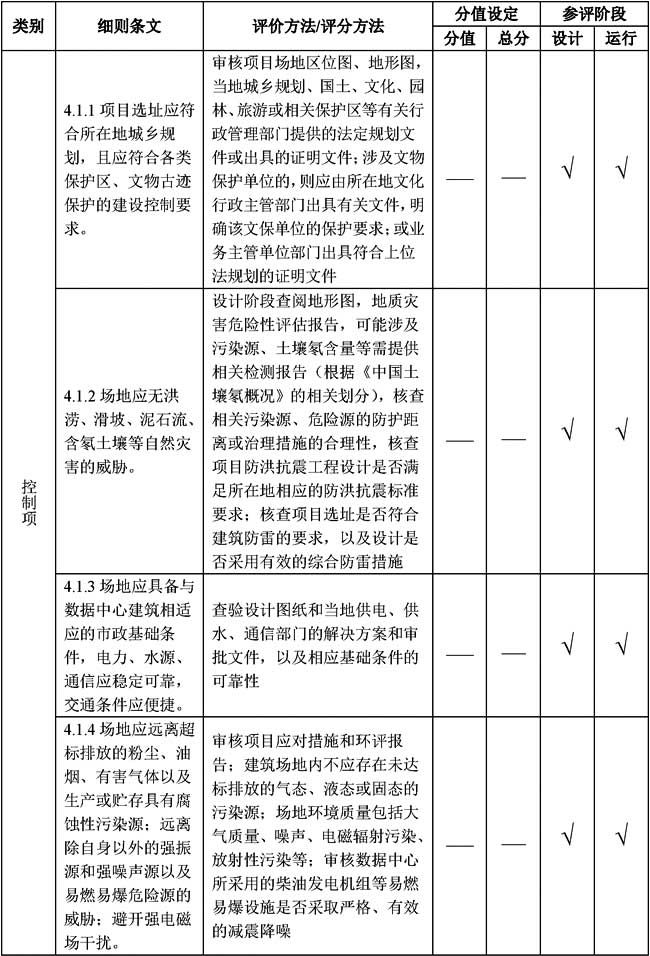 类别 细则条文 评价方法/评分方法 分值设定 参评阶段
分值 总分 设计 运行
控制项
4.1.1 项目选址应符
合所在地城乡规
划，且应符合各类
保护区、文物古迹
保护的建设控制要
求。
审核项目场地区位图、地形图，
当地城乡规划、国土、文化、园
林、旅游或相关保护区等有关行
政管理部门提供的法定规划文
件或出具的证明文件；涉及文物
保护单位的，则应由所在地文化
行政主管部门出具有关文件，明
确该文保单位的保护要求；或业
务主管单位部门出具符合上位
法规划的证明文件
— — √ √
4.1.2 场地应无洪
涝、滑坡、泥石流、
含氡土壤等自然灾
害的威胁。
设计阶段查阅地形图，地质灾
害危险性评估报告，可能涉及
污染源、土壤氡含量等需提供
相关检测报告（根据《中国土
壤氡概况》的相关划分），核查
相关污染源、危险源的防护距
离或治理措施的合理性，核查
项目防洪抗震工程设计是否满
足所在地相应的防洪抗震标准
要求；核查项目选址是否符合
建筑防雷的要求，以及设计是
否采用有效的综合防雷措施
— — √ √
4.1.3 场地应具备与
数据中心建筑相适
应的市政基础条
件，电力、水源、
通信应稳定可靠，
交通条件应便捷。
查验设计图纸和当地供电、供
水、通信部门的解决方案和审
批文件，以及相应基础条件的
可靠性
— — √ √
4.1.4 场地应远离超
标排放的粉尘、油
烟、有害气体以及
生产或贮存具有腐
蚀性污染源；远离
除自身以外的强振
源和强噪声源以及
易燃易爆危险源的
威胁；避开强电磁
场干扰。
审核项目应对措施和环评报
告；建筑场地内不应存在未达
标排放的气态、液态或固态的
污染源；场地环境质量包括大
气质量、噪声、电磁辐射污染、
放射性污染等；审核数据中心
所采用的柴油发电机组等易燃
易爆设施是否采取严格、有效
的减震降噪
— — √ √